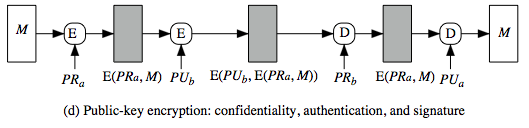 M E E D D M
PRa E(PRa, M) PUb E(PUb, E(PRa, M)) PRb E(PRa, M) PUa
(d) Public-key encryption: confidentiality, authentication, and signature